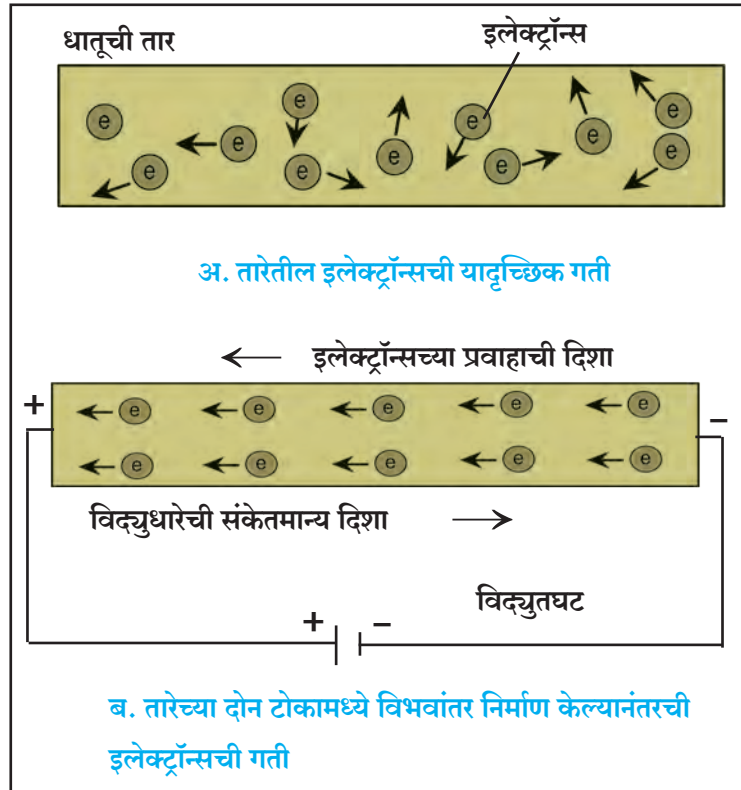 धातूची तार
इलेक्ट्रॉन्स
e e e e e e e e e e e e
अ. तारेतील इलेक्ट्रॉन्सची यादृच्छिक गती
← इलेक्ट्रॉन्सच्या प्रवाहाची दिशा
+ −
e e e e e
e e e e e
विद्युधारेची संकेतमान्य दिशा →
विद्युतघट
+ −
ब. तारेच्या दोन टोकामध्ये विभवांतर निर्माण केल्यानंतरची
इलेक्ट्रॉन्सची गती